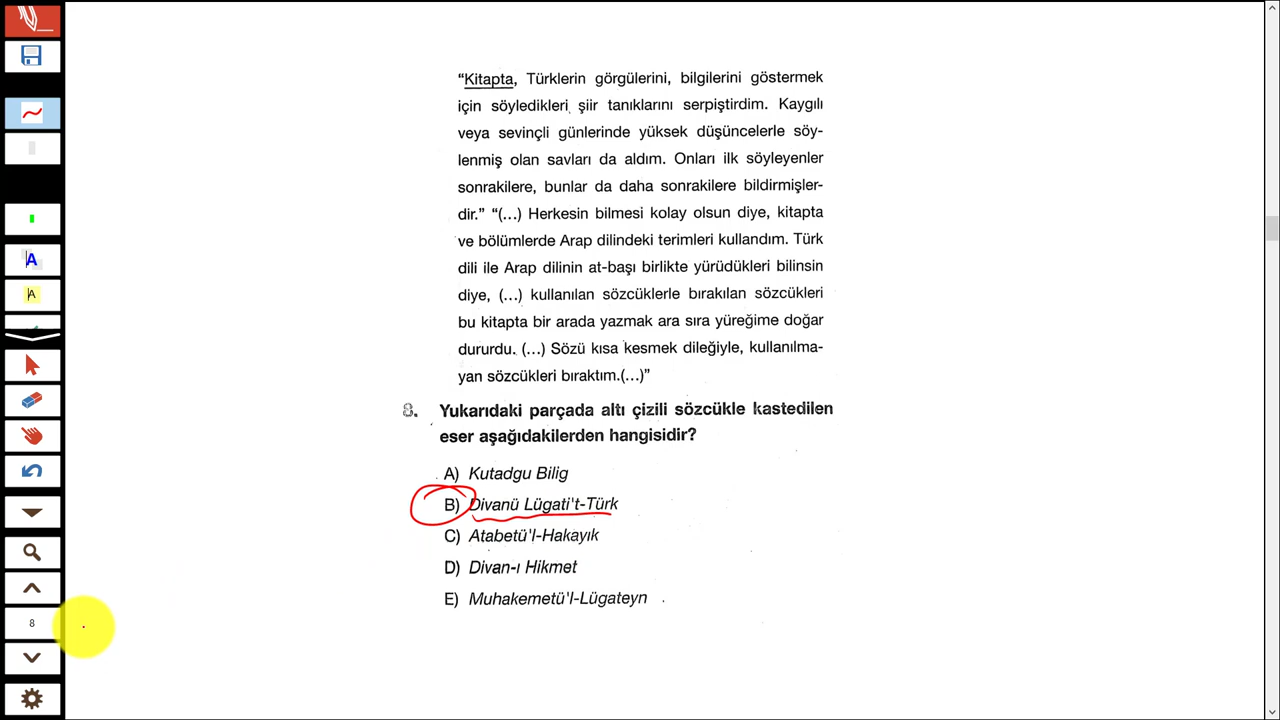 "Kitapta, Türklerin görgülerini, bilgilerini göstermek
için söyledikleri şiir tanıklarını serpiştirdim. Kaygılı
veya sevinçli günlerinde yüksek düşüncelerle söy-
lenmiş olan savları da aldım. Onları ilk söyleyenler
sonrakilere, bunlar da daha sonrakilere bildirmişler-
dir." "(...) Herkesin bilmesi kolay olsun diye, kitapta
ve bölümlerde Arap dilindeki terimleri kullandım. Türk
dili ile Arap dilinin at-başı birlikte yürüdükleri bilinsin
diye, (...) kullanılan sözcüklerle bırakılan sözcükleri
bu kitapta bir arada yazmak ara sıra yüreğime doğar
dururdu. (...) Sözü kısa kesmek dileğiyle, kullanılma-
yan sözcükleri bıraktım.(...)"
8. Yukarıdaki parçada altı çizili sözcükle kastedilen
eser aşağıdakilerden hangisidir?
A) Kutadgu Bilig
B) Divanü Lügati't-Türk
C) Atabetü'l-Hakayık
D) Divan-ı Hikmet
E) Muhakemetü'l-Lügateyn
A
A
8